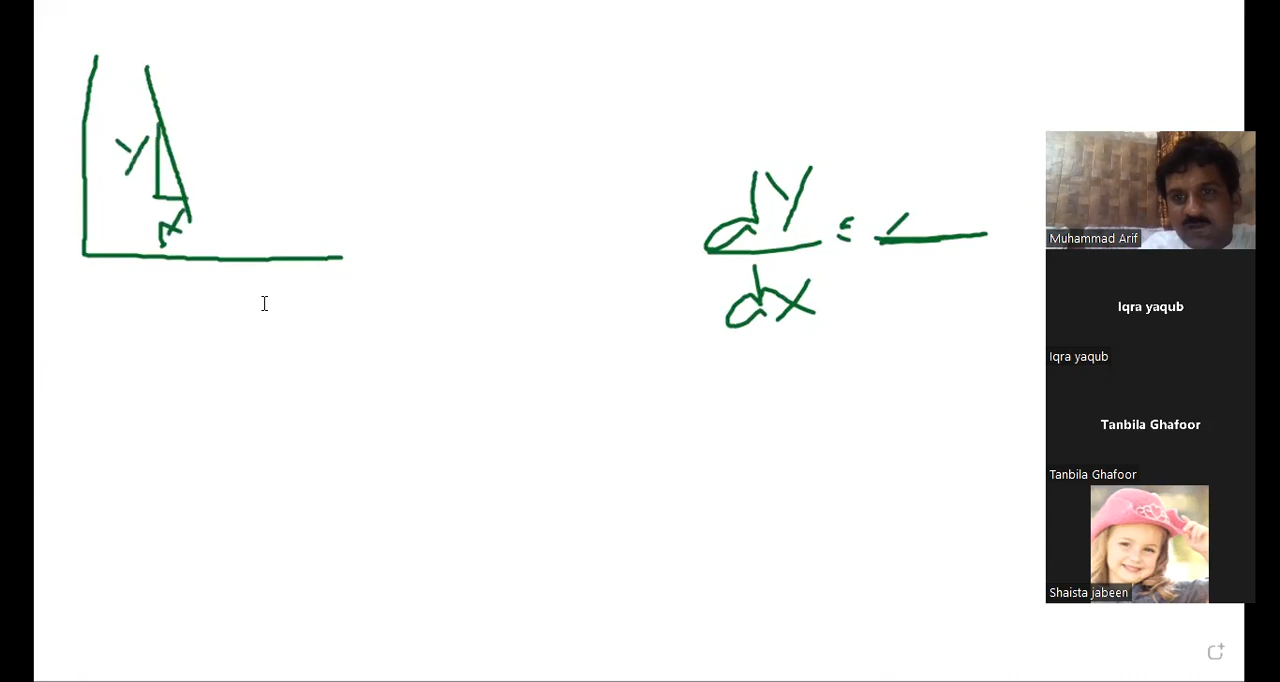 Y
x
dY = 
dx
Muhammad Arif
Iqra yaqub
Iqra yaqub
Tanbila Ghafoor
Tanbila Ghafoor
Shaista jabeen